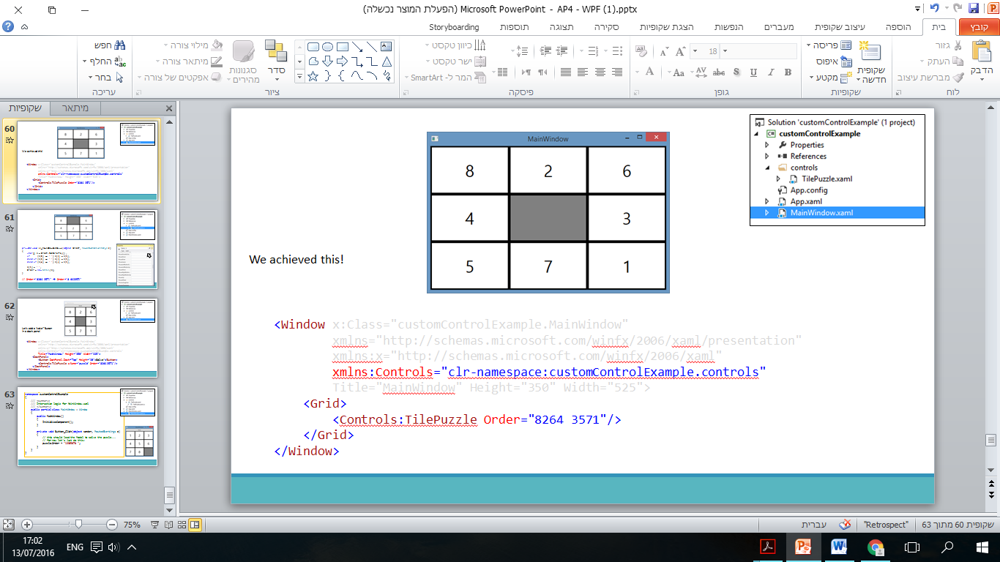 AP4 - WPF (1).pptx - Microsoft PowerPoint (הפעלת המוצר נכשלה)
קובץ
בית
הוספה
עיצוב שקופית
מעברים
הנפשות
הצגת שקופיות
סקירה
תצוגה
תוספות
Storyboarding
הדבק
גזור
העתק
מברשת עיצוב
לוח
שקופית חדשה
פריסה
איפוס
מקטע
שקופיות
18
גופן
כיוון טקסט
ישר טקסט
המר ל- SmartArt
פיסקה
סדר
סגנונות מהירים
מילוי צורה
מיתאר צורה
אפקטים של צורה
ציור
חפש
החלף
בחר
עריכה
שקופיות
מיתאר
60
61
62
63
MainWindow
8 2 6
4 3
5 7 1
Solution 'customControlExample' (1 project)
customControlExample
Properties
References
controls
TilePuzzle.xaml
App.config
App.xaml
MainWindow.xaml
We achieved this!
<Window x:Class="customControlExample.MainWindow"
xmlns="http://schemas.microsoft.com/winfx/2006/xaml/presentation"
xmlns:x="http://schemas.microsoft.com/winfx/2006/xaml"
xmlns:Controls="clr-namespace:customControlExample.controls"
Title="MainWindow" Height="350" Width="525">
<Grid>
<Controls:TilePuzzle Order="8264 3571"/>
</Grid>
</Window>
שקופית 60 מתוך 63
"Retrospect"
עברית
75%
17:02
13/07/2016
ENG